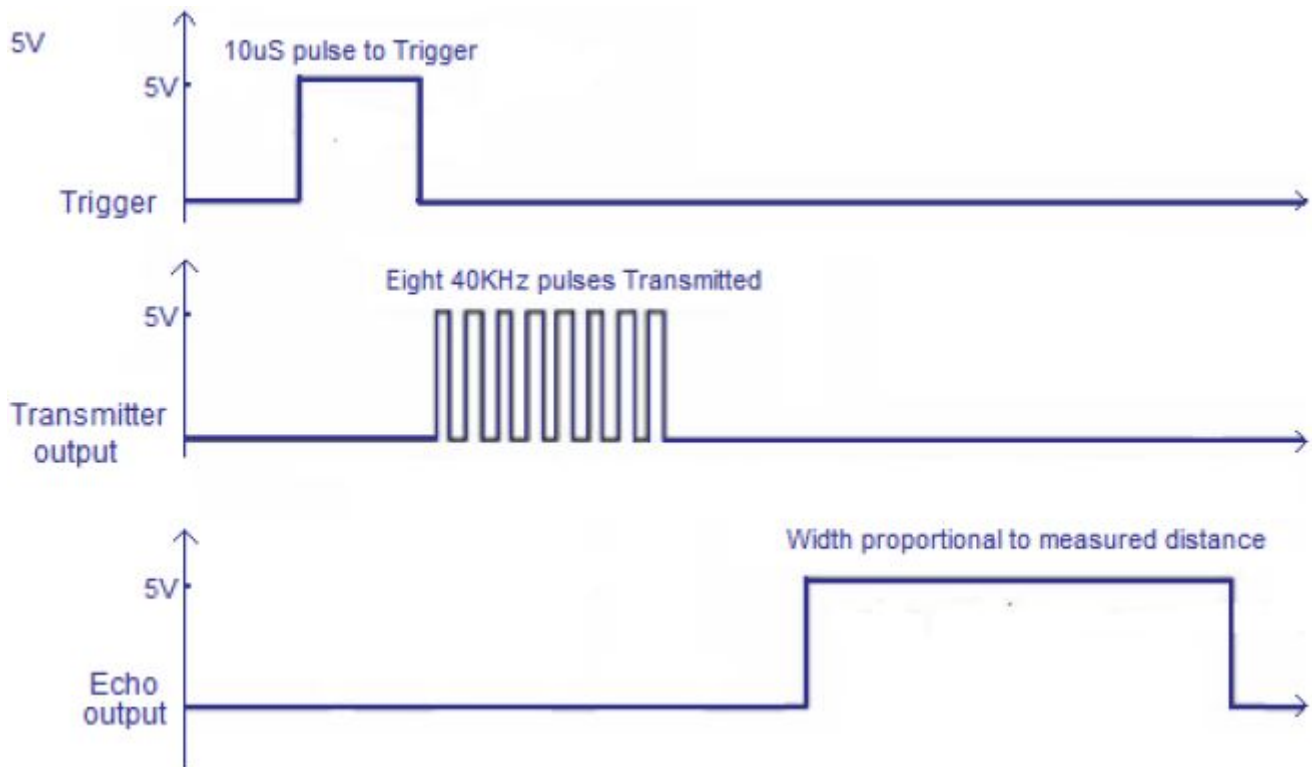 5V
10uS pulse to Trigger
5V
Trigger
Eight 40KHz pulses Transmitted
5V
Transmitter
output
Width proportional to measured distance
5V
Echo
output